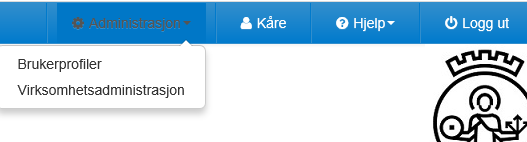 Administrasjon Kåre Hjelp Logg ut
Brukerprofiler
Virksomhetsadministrasjon